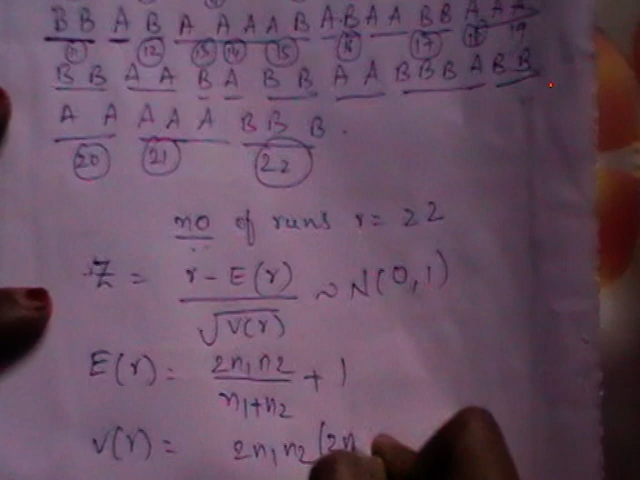 B B A B A A A A B A B A A B B A A A
11 12 13 14 15 16 17 18 19
B B A A B A B B A A B B B A B B
A A A A A B B B .
20 21 22
no of runs r = 22
Z = r - E(r) / √V(r) ~ N(0,1)
E(r) = 2n1n2 / n1+n2 + 1
V(r) = 2n1n2(2n